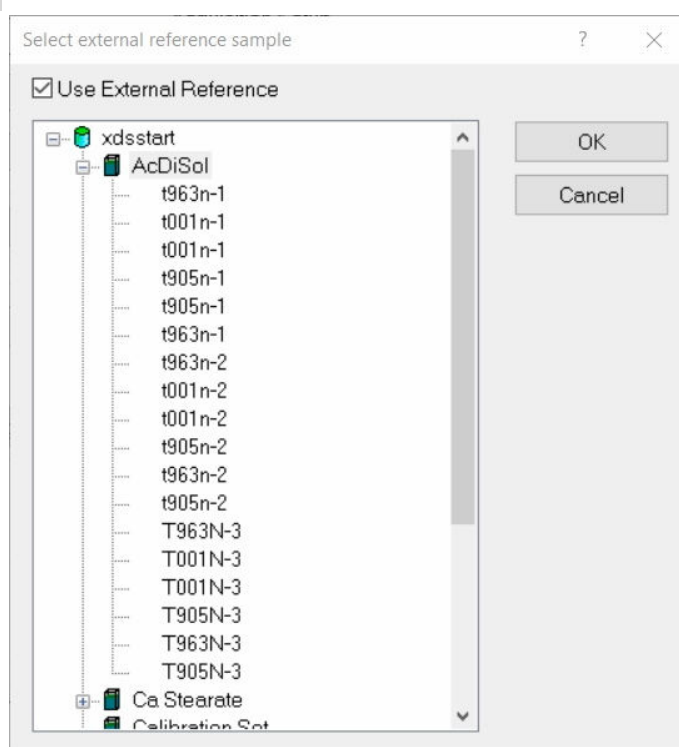 Select external reference sample ?
Use External Reference
xdsstart
OK
AcDiSol
t963n-1
Cancel
t001n-1
t001n-1
t905n-1
t905n-1
t963n-1
t963n-2
t001n-2
t001n-2
t905n-2
t963n-2
t905n-2
T963N-3
T001N-3
T001N-3
T905N-3
T963N-3
T905N-3
Ca Stearate
Calibration Set